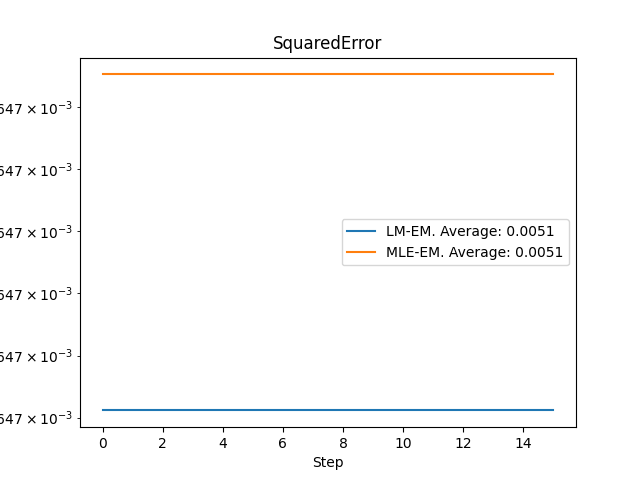 SquaredError
647 × 10⁻³
647 × 10⁻³
647 × 10⁻³
647 × 10⁻³
647 × 10⁻³
647 × 10⁻³
LM-EM. Average: 0.0051
MLE-EM. Average: 0.0051
0 2 4 6 8 10 12 14
Step